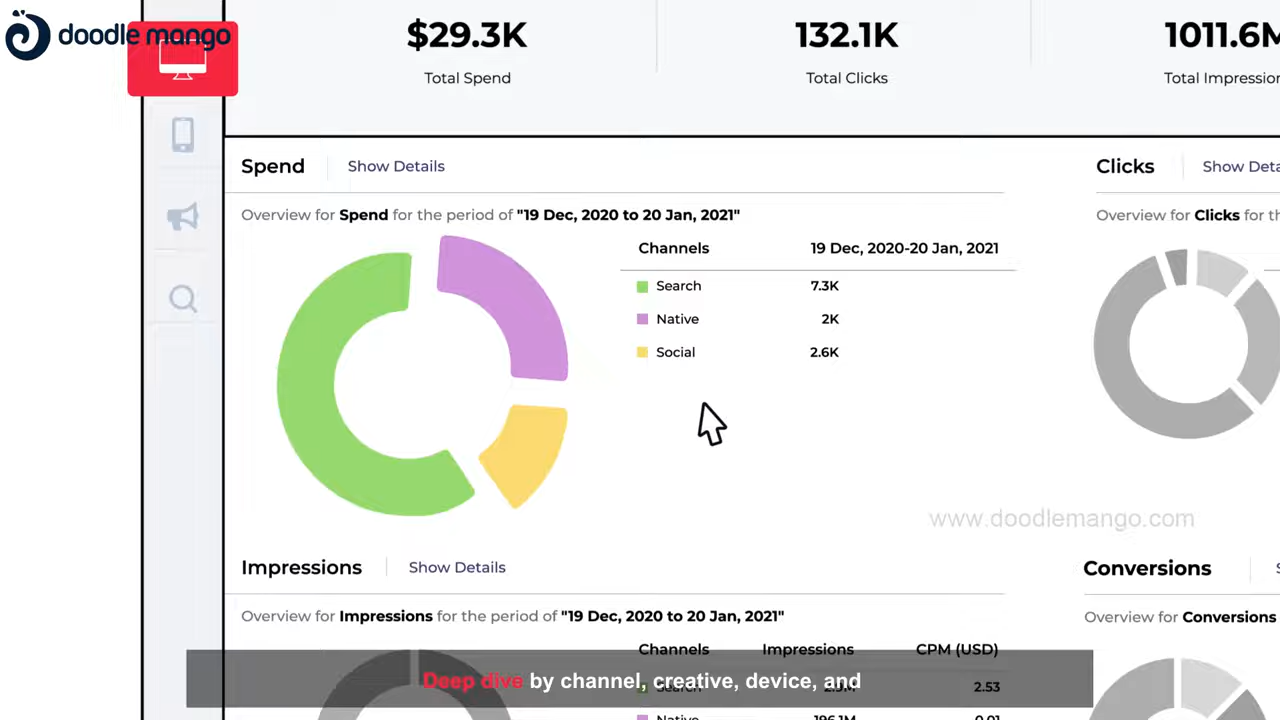 doodle mango
$29.3K
Total Spend
132.1K
Total Clicks
1011.6M
Total Impression
Spend
Show Details
Overview for Spend for the period of "19 Dec, 2020 to 20 Jan, 2021"
Channels 19 Dec, 2020-20 Jan, 2021
Search 7.3K
Native 2K
Social 2.6K
Clicks
Show Deta
Overview for Clicks for th
www.doodlemango.com
Impressions
Show Details
Overview for Impressions for the period of "19 Dec, 2020 to 20 Jan, 2021"
Channels Impressions CPM (USD)
Search 2.53
Native 196.1M 0.01
Conversions
Overview for Conversions
Deep dive by channel, creative, device, and